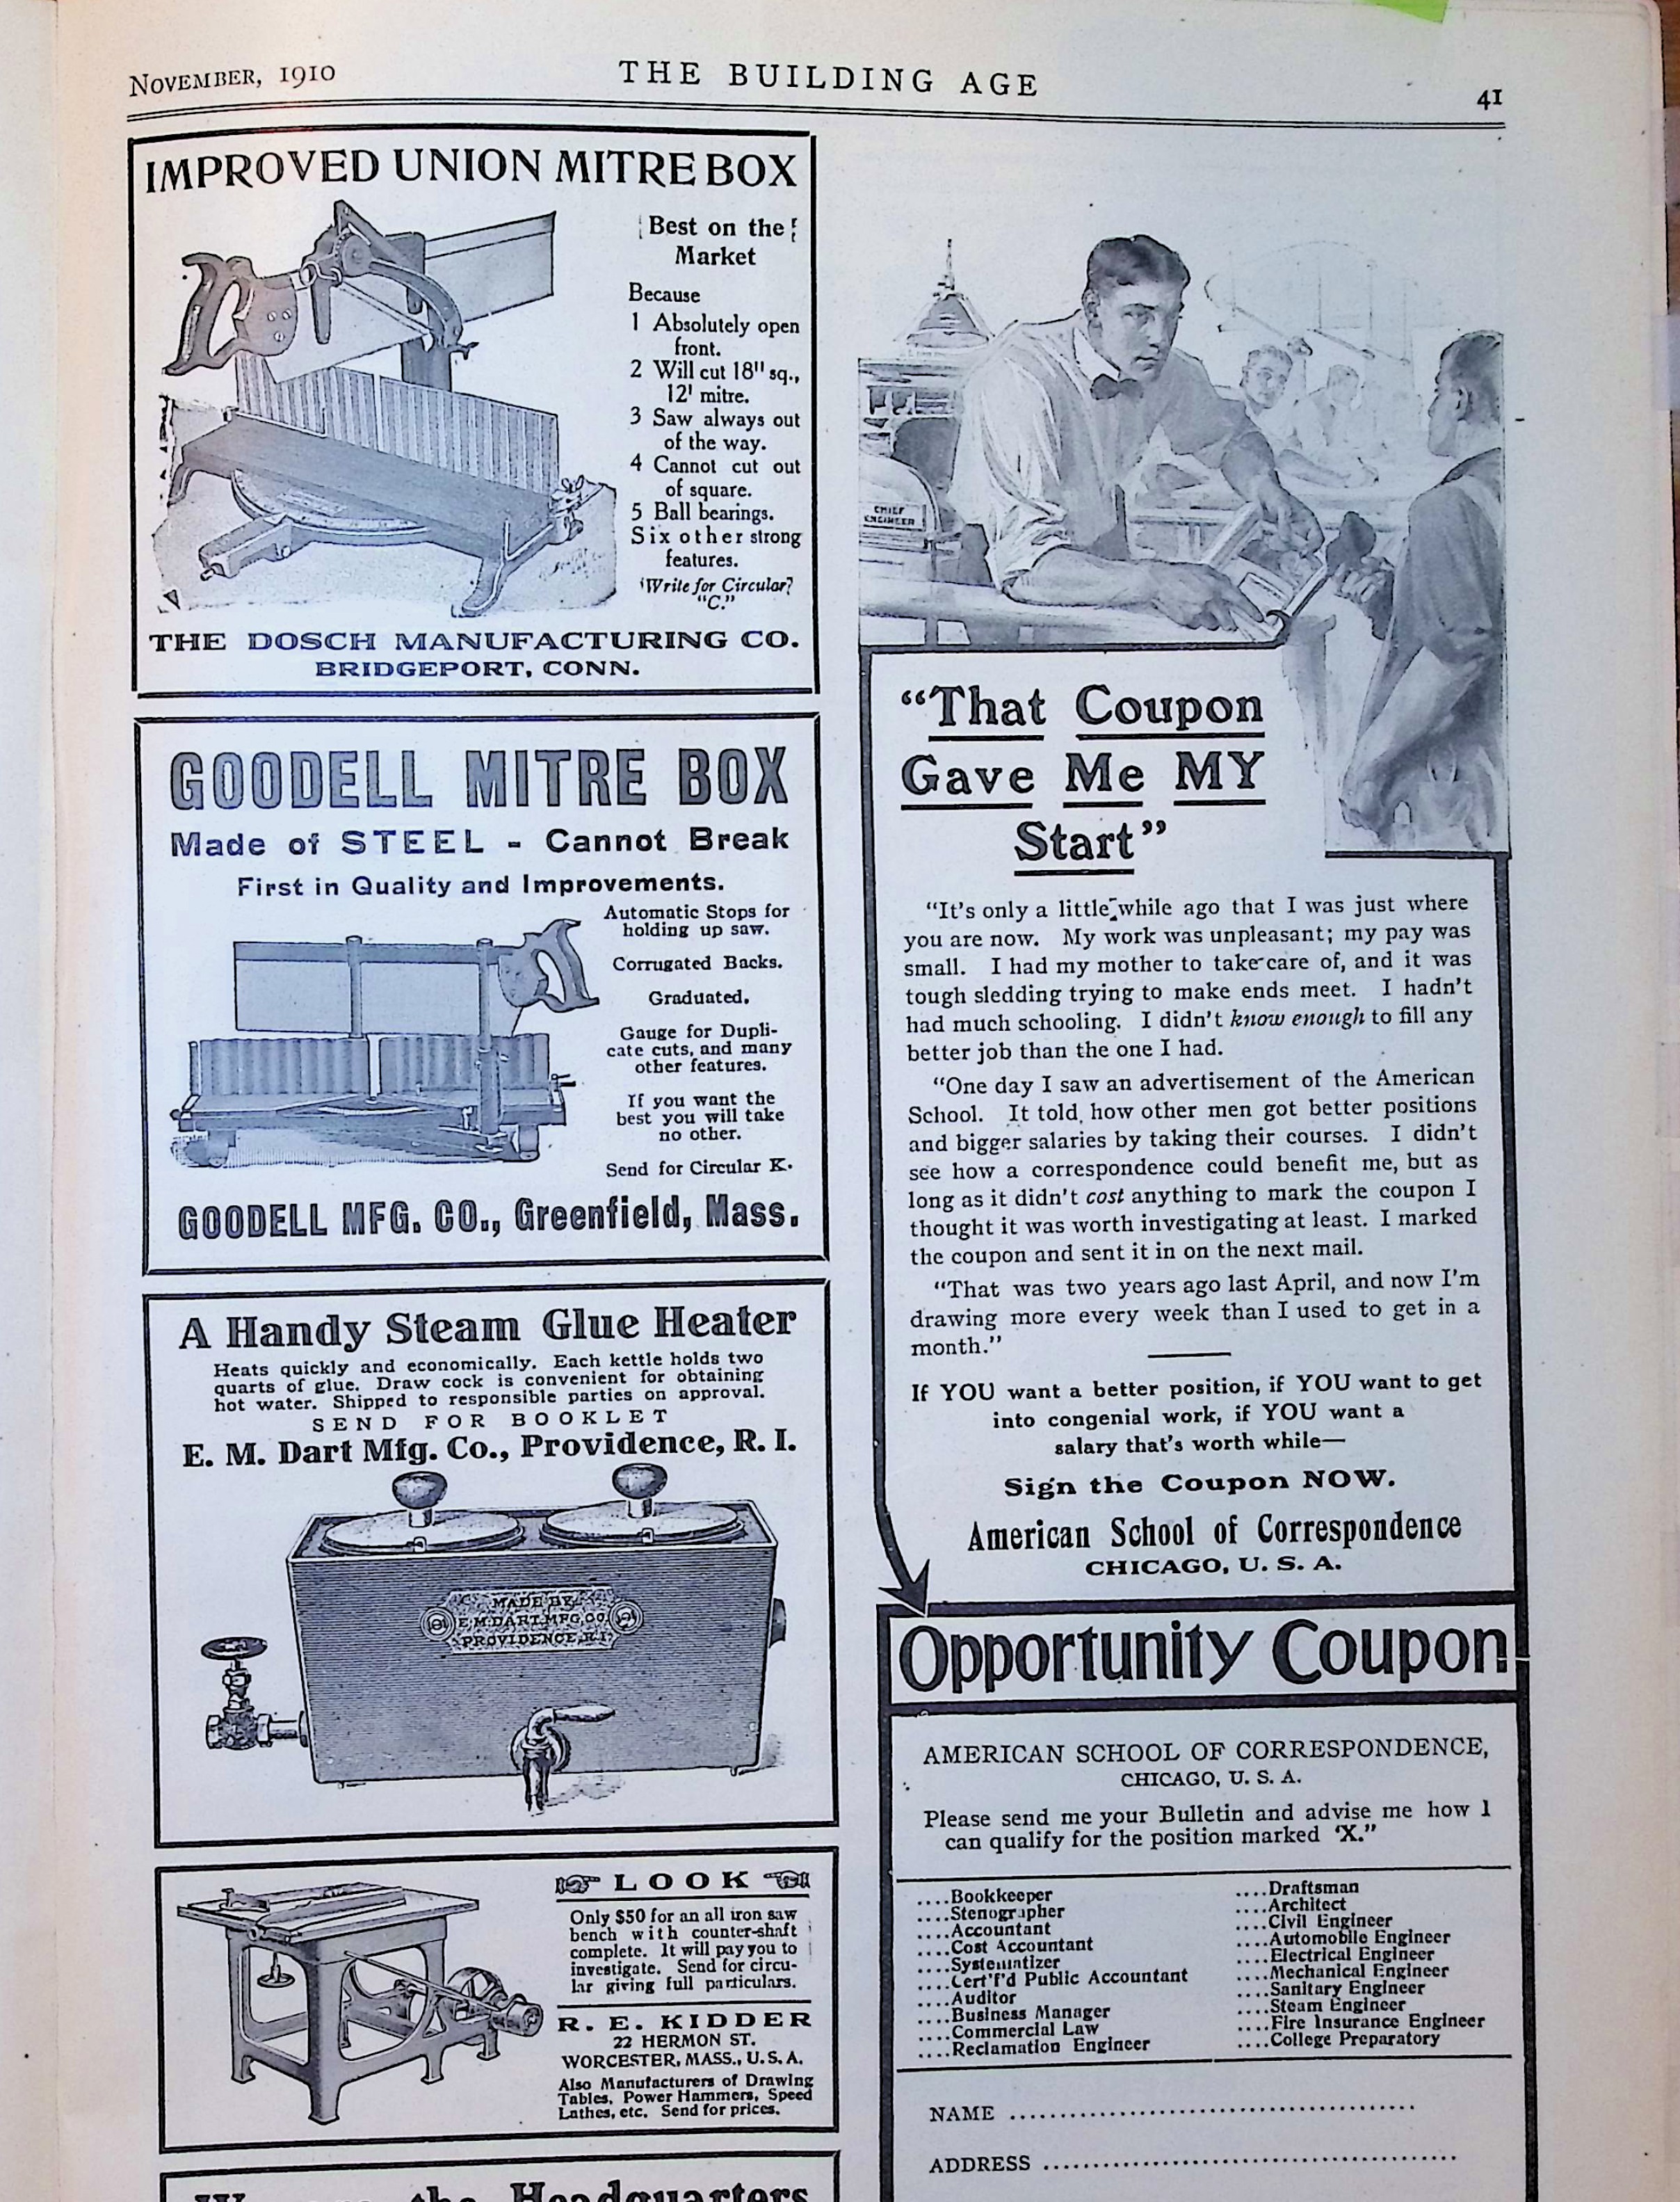 NOVEMBER, 1910
THE BUILDING AGE
41
IMPROVED UNION MITRE BOX
Best on the
Market
Because
1 Absolutely open
front.
2 Will cut 18" sq.,
12' mitre.
3 Saw always out
of the way.
4 Cannot cut out
of square.
5 Ball bearings.
Six other strong
features.
'Write for Circular?
"C."
THE DOSCH MANUFACTURING CO.
BRIDGEPORT, CONN.
GOODELL MITRE BOX
Made of STEEL - Cannot Break
First in Quality and Improvements.
Automatic Stops for
holding up saw.
Corrugated Backs.
Graduated.
Gauge for Dupli-
cate cuts, and many
other features.
If you want the
best you will take
no other.
Send for Circular K.
GOODELL MFG. CO., Greenfield, Mass.
A Handy Steam Glue Heater
Heats quickly and economically. Each kettle holds two
quarts of glue. Draw cock is convenient for obtaining
hot water. Shipped to responsible parties on approval.
SEND FOR BOOKLET
E. M. Dart Mfg. Co., Providence, R. I.
MADE BY
E.M.DART MFG.CO.
PROVIDENCE R.I.
LOOK
Only $50 for an all iron saw
bench with counter-shaft
complete. It will pay you to
investigate. Send for circu-
lar giving full particulars.
R. E. KIDDER
22 HERMON ST.
WORCESTER, MASS., U. S. A.
Also Manufacturers of Drawing
Tables, Power Hammers, Speed
Lathes, etc. Send for prices.
the Headquarters
CHIEF
ENGINEER
"That Coupon
Gave Me MY
Start"
"It's only a little while ago that I was just where
you are now. My work was unpleasant; my pay was
small. I had my mother to take care of, and it was
tough sledding trying to make ends meet. I hadn't
had much schooling. I didn't know enough to fill any
better job than the one I had.
"One day I saw an advertisement of the American
School. It told how other men got better positions
and bigger salaries by taking their courses. I didn't
see how a correspondence could benefit me, but as
long as it didn't cost anything to mark the coupon I
thought it was worth investigating at least. I marked
the coupon and sent it in on the next mail.
"That was two years ago last April, and now I'm
drawing more every week than I used to get in a
month."
If YOU want a better position, if YOU want to get
into congenial work, if YOU want a
salary that's worth while—
Sign the Coupon NOW.
American School of Correspondence
CHICAGO, U. S. A.
Opportunity Coupon
AMERICAN SCHOOL OF CORRESPONDENCE,
CHICAGO, U. S. A.
Please send me your Bulletin and advise me how I
can qualify for the position marked 'X."
....Bookkeeper
....Stenographer
....Accountant
....Cost Accountant
....Systematizer
....Cert'f'd Public Accountant
....Auditor
....Business Manager
....Commercial Law
....Reclamation Engineer
....Draftsman
....Architect
....Civil Engineer
....Automobile Engineer
....Electrical Engineer
....Mechanical Engineer
....Sanitary Engineer
....Steam Engineer
....Fire Insurance Engineer
....College Preparatory
NAME ........................................
ADDRESS ........................................